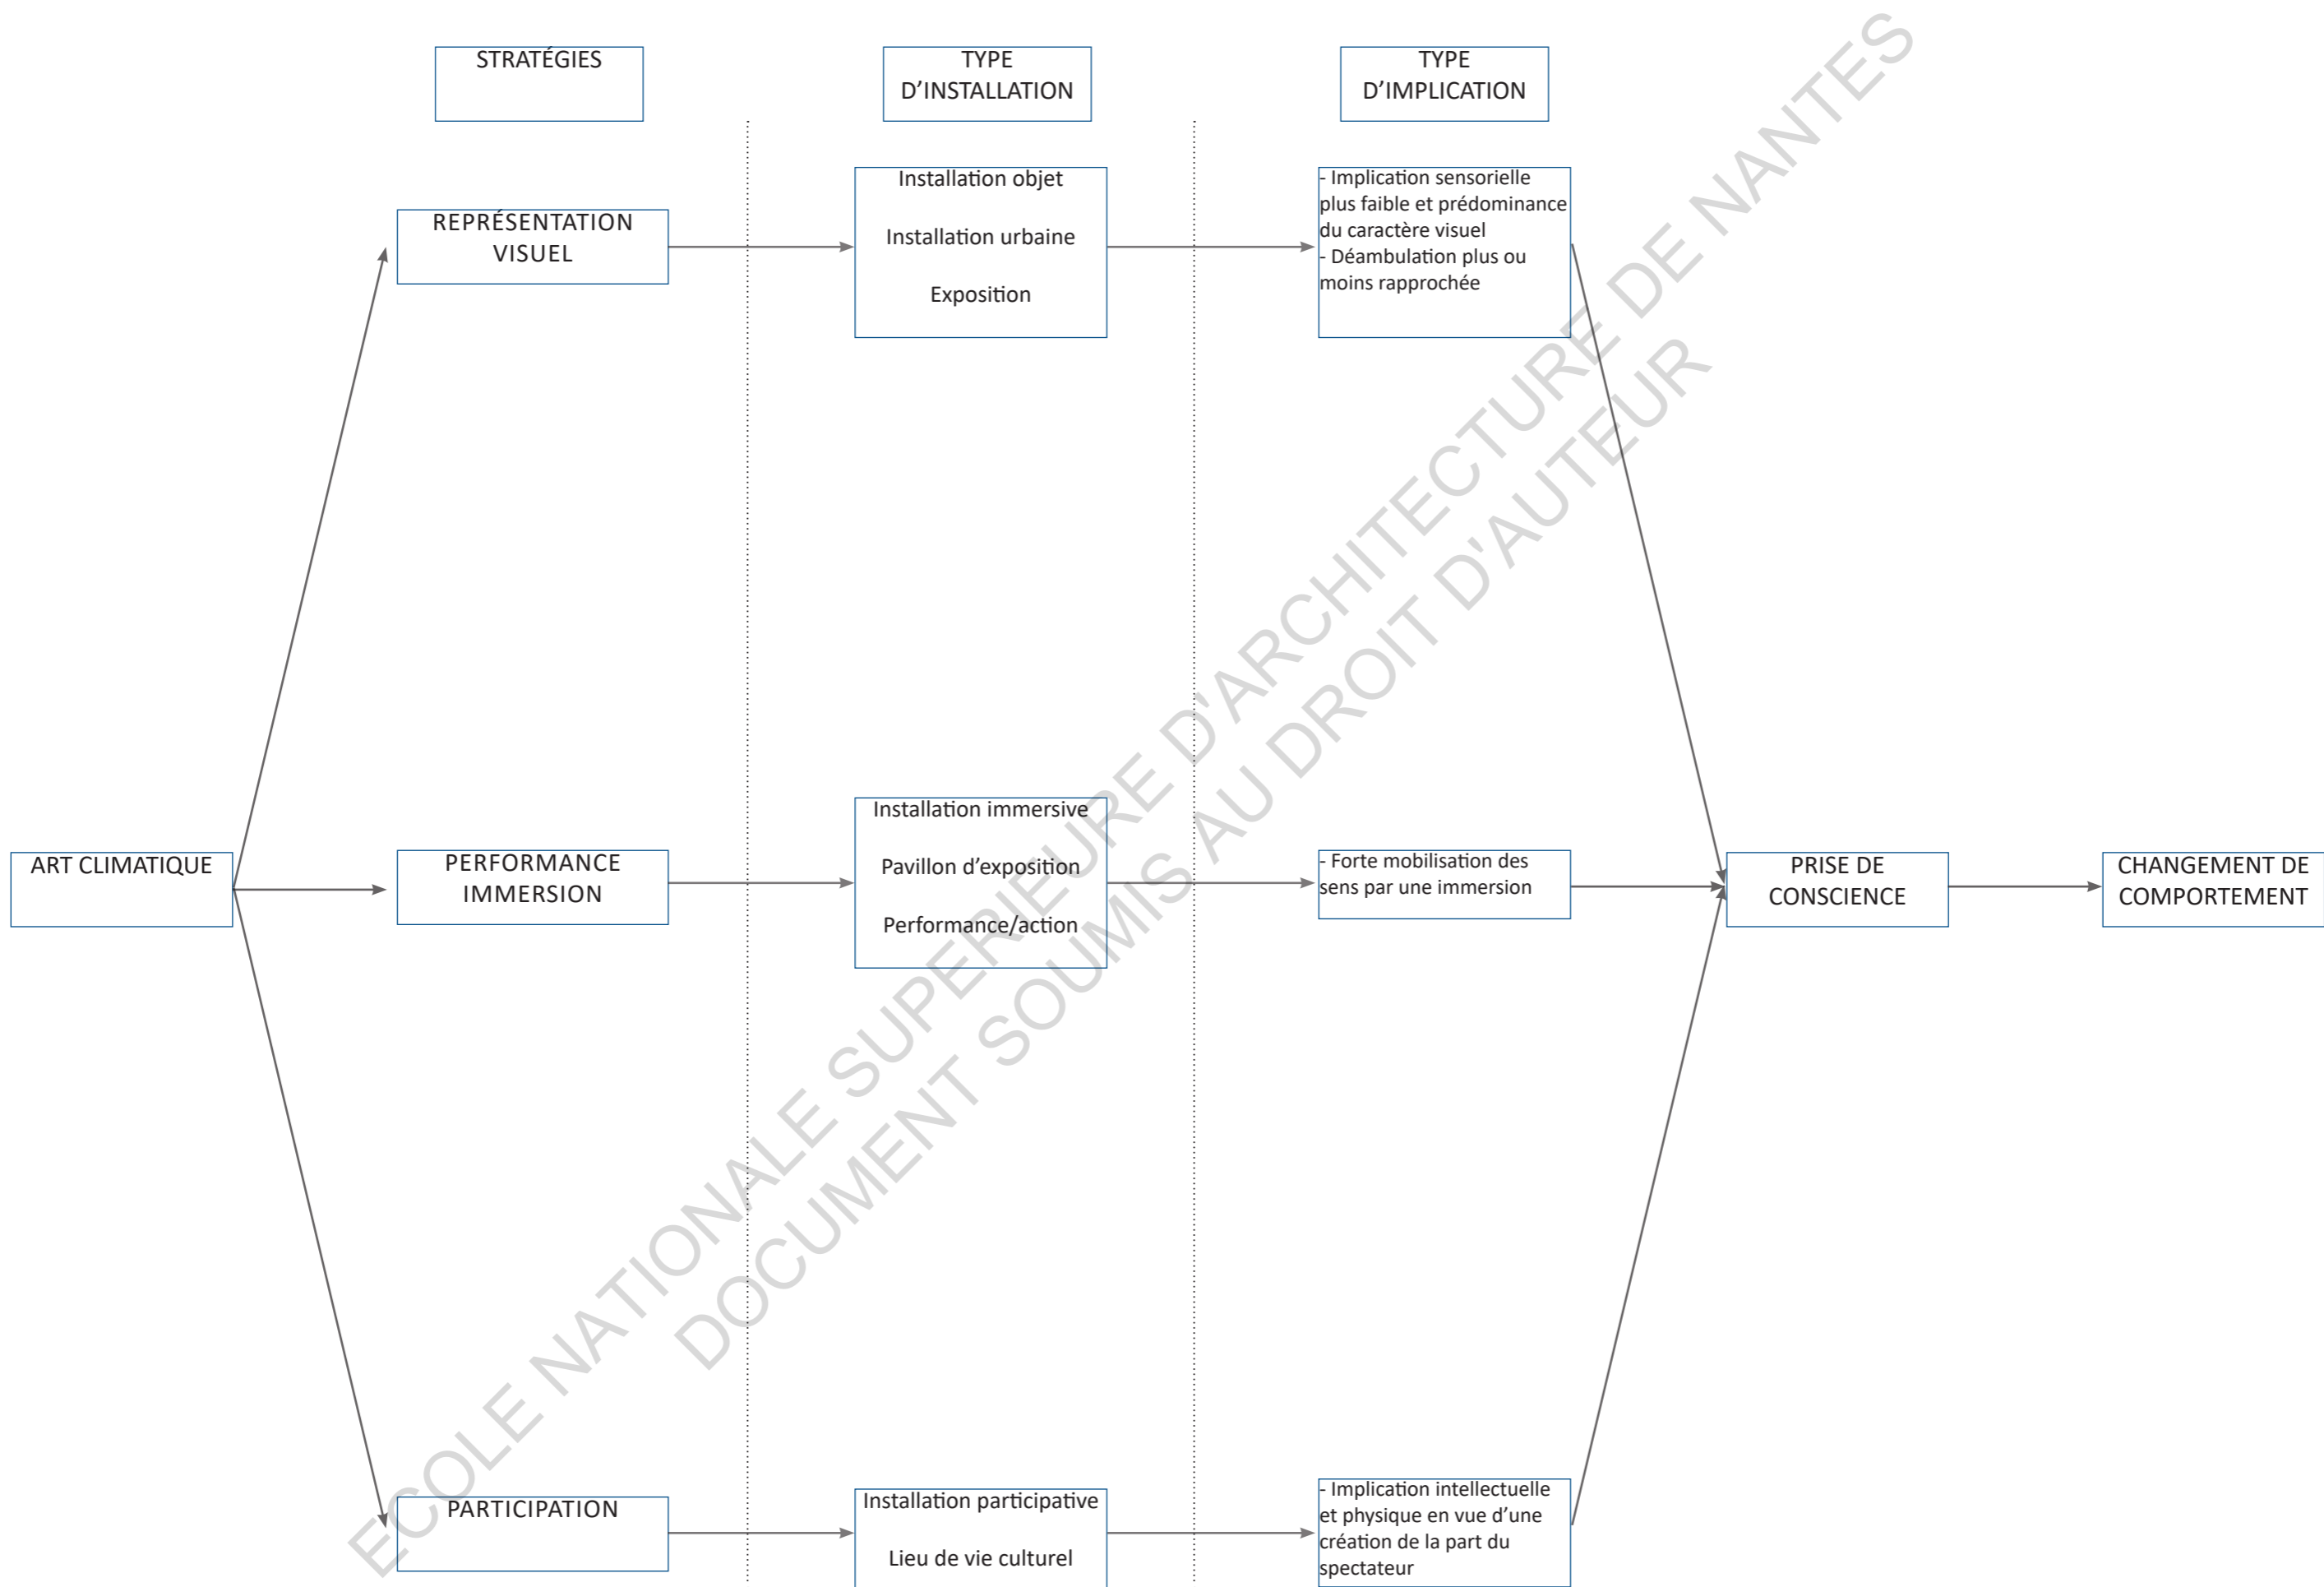 STRATÉGIES
TYPE
D’INSTALLATION
TYPE
D’IMPLICATION
REPRÉSENTATION
VISUEL
Installation objet
Installation urbaine
Exposition
- Implication sensorielle
plus faible et prédominance
du caractère visuel
- Déambulation plus ou
moins rapprochée
ART CLIMATIQUE
PERFORMANCE
IMMERSION
Installation immersive
Pavillon d’exposition
Performance/action
- Forte mobilisation des
sens par une immersion
PRISE DE
CONSCIENCE
CHANGEMENT DE
COMPORTEMENT
PARTICIPATION
Installation participative
Lieu de vie culturel
- Implication intellectuelle
et physique en vue d’une
création de la part du
spectateur
ECOLE NATIONALE SUPERIEURE D'ARCHITECTURE DE NANTES
DOCUMENT SOUMIS AU DROIT D'AUTEUR